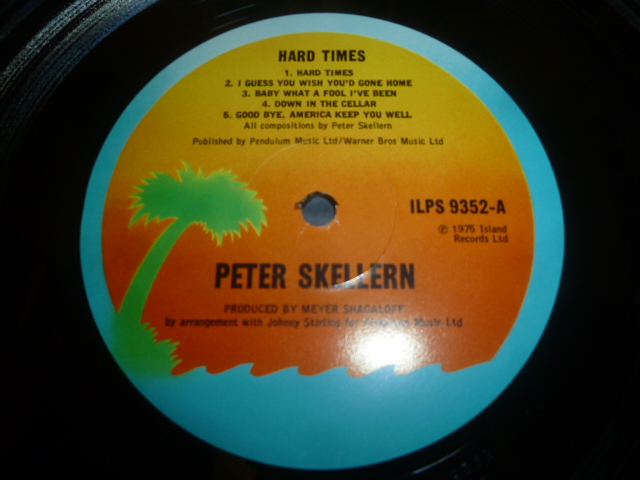 HARD TIMES
1. HARD TIMES
2. I GUESS YOU WISH YOU'D GONE HOME
3. BABY WHAT A FOOL I'VE BEEN
4. DOWN IN THE CELLAR
5. GOOD BYE, AMERICA KEEP YOU WELL
All compositions by Peter Skellern
Published by Pendulum Music Ltd/Warner Bros Music Ltd
ILPS 9352-A
℗ 1975 Island
Records Ltd
PETER SKELLERN
PRODUCED BY MEYER SHAGALOFF
by arrangement with Johnny Stirling for Music Ltd